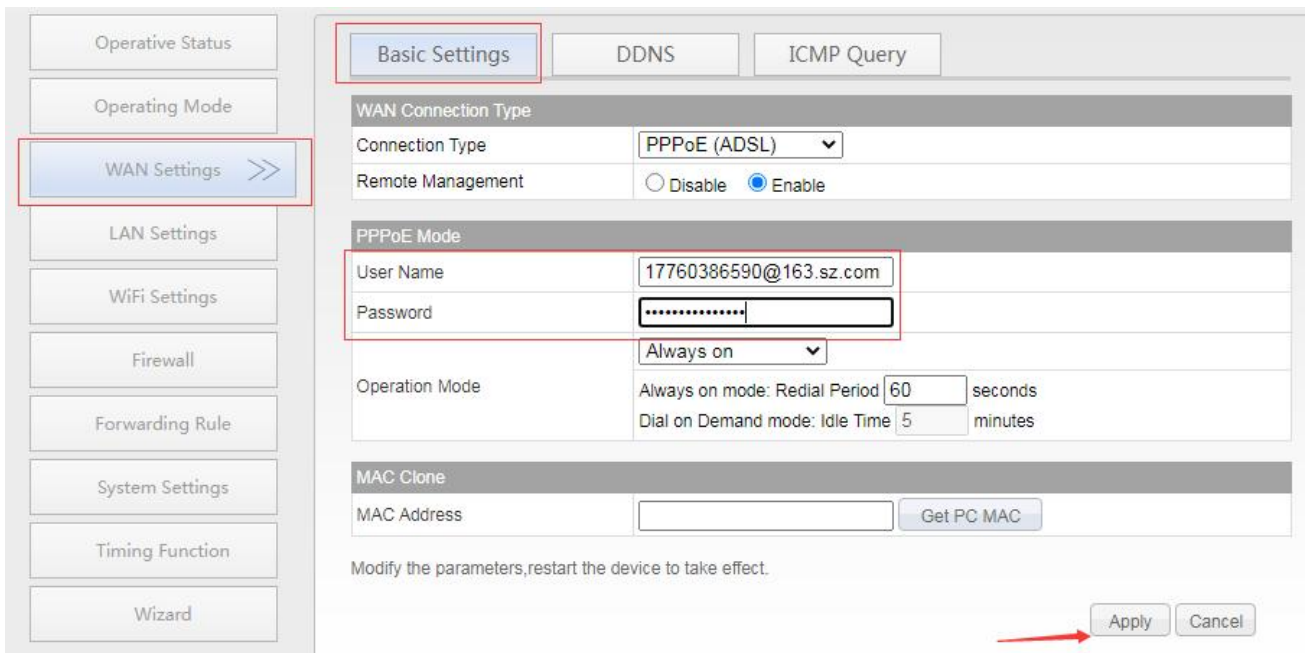 Operative Status
Operating Mode
WAN Settings >>
LAN Settings
WiFi Settings
Firewall
Forwarding Rule
System Settings
Timing Function
Wizard
Basic Settings DDNS ICMP Query
WAN Connection Type
Connection Type PPPoE (ADSL)
Remote Management Disable Enable
PPPoE Mode
User Name 17760386590@163.sz.com
Password •••••••••••••••
Always on
Operation Mode
Always on mode: Redial Period 60 seconds
Dial on Demand mode: Idle Time 5 minutes
MAC Clone
MAC Address Get PC MAC
Modify the parameters,restart the device to take effect.
Apply Cancel